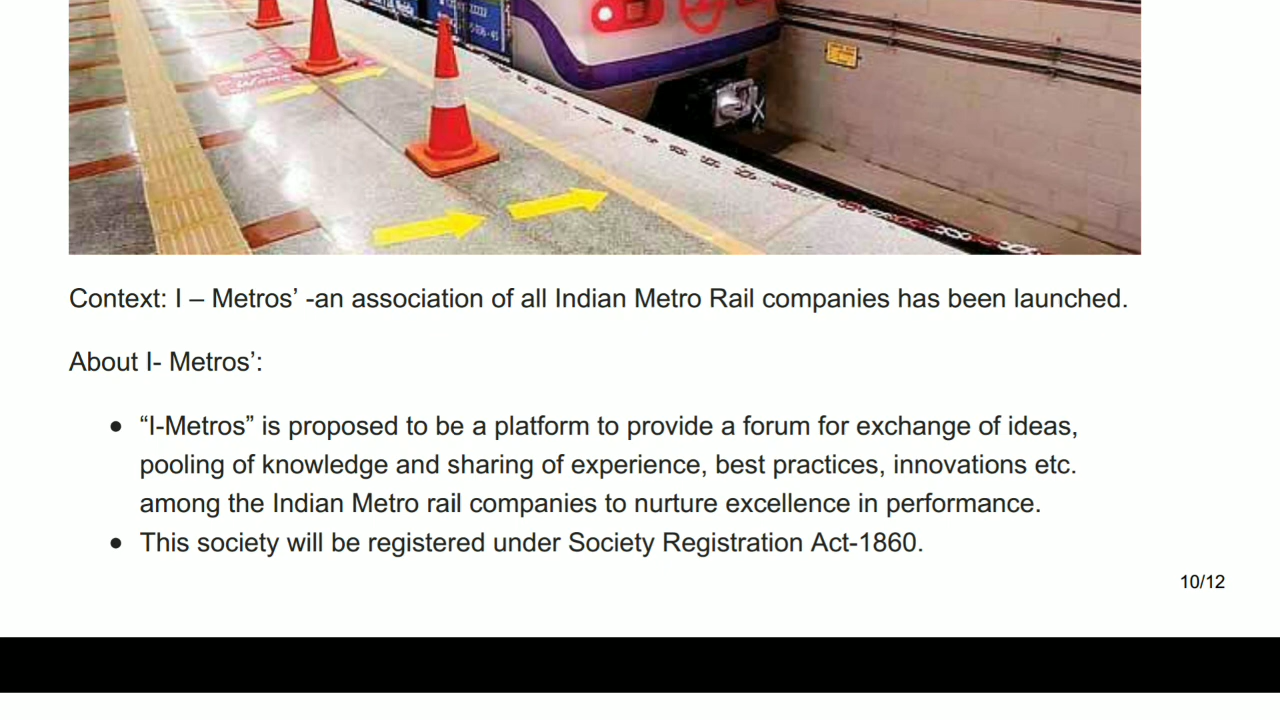 Context: I – Metros’ -an association of all Indian Metro Rail companies has been launched.
About I- Metros’:
● “I-Metros” is proposed to be a platform to provide a forum for exchange of ideas,
pooling of knowledge and sharing of experience, best practices, innovations etc.
among the Indian Metro rail companies to nurture excellence in performance.
● This society will be registered under Society Registration Act-1860.
10/12